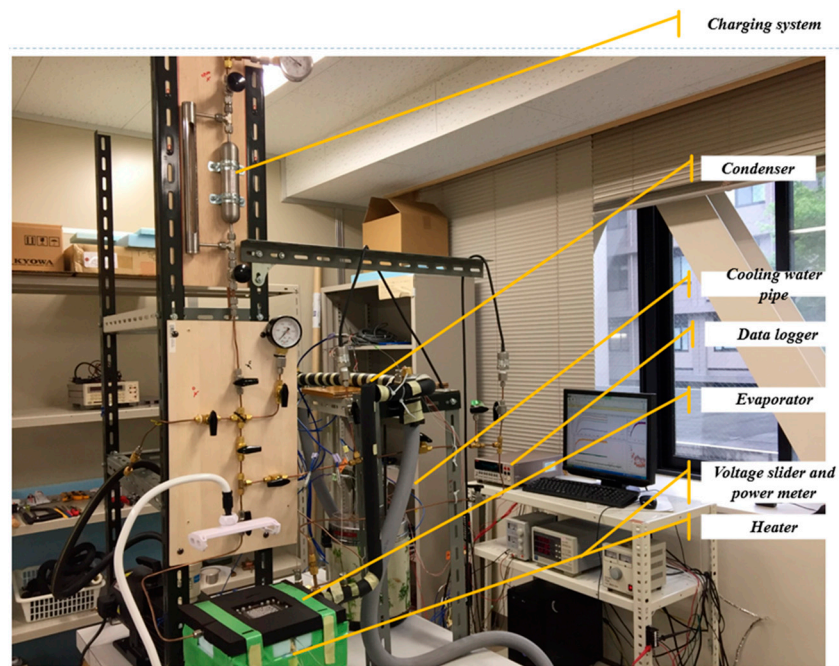 Charging system
Condenser
Cooling water
pipe
Data logger
Evaporator
Voltage slider and
power meter
Heater
KYOWA